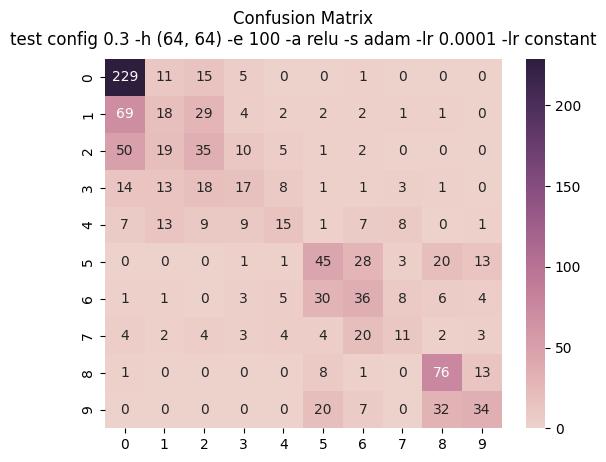 Confusion Matrix
test config 0.3 -h (64, 64) -e 100 -a relu -s adam -lr 0.0001 -lr constant
0 229 11 15 5 0 0 1 0 0 0
1 69 18 29 4 2 2 2 1 1 0
2 50 19 35 10 5 1 2 0 0 0
3 14 13 18 17 8 1 1 3 1 0
4 7 13 9 9 15 1 7 8 0 1
5 0 0 0 1 1 45 28 3 20 13
6 1 1 0 3 5 30 36 8 6 4
7 4 2 4 3 4 4 20 11 2 3
8 1 0 0 0 0 8 1 0 76 13
9 0 0 0 0 0 20 7 0 32 34
0 1 2 3 4 5 6 7 8 9
200
150
100
50
0